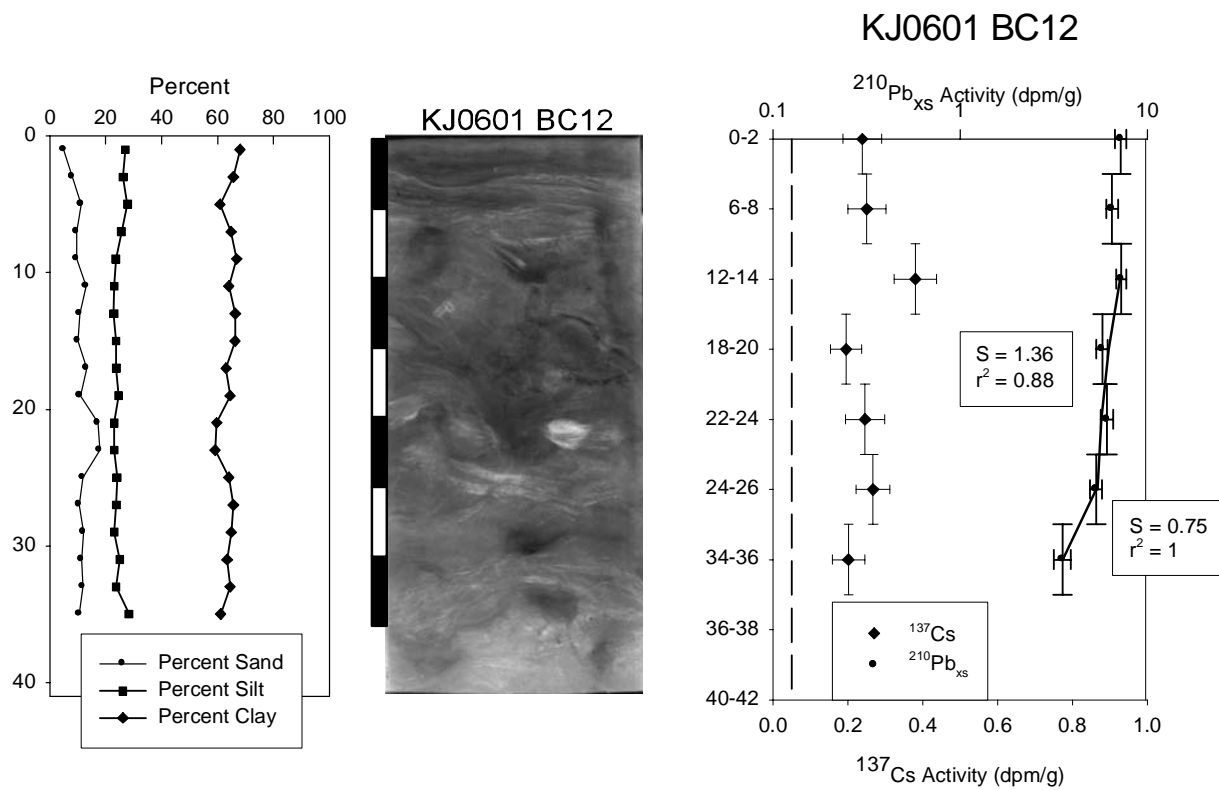 KJ0601 BC12
Percent
0 20 40 60 80 100
0
10
20
30
40
Percent Sand
Percent Silt
Percent Clay
KJ0601 BC12
²¹⁰Pbₓₛ Activity (dpm/g)
0.1 1 10
0-2
6-8
12-14
18-20
22-24
24-26
34-36
36-38
40-42
S = 1.36
r² = 0.88
S = 0.75
r² = 1
¹³⁷Cs
²¹⁰Pbₓₛ
0.0 0.2 0.4 0.6 0.8 1.0
¹³⁷Cs Activity (dpm/g)